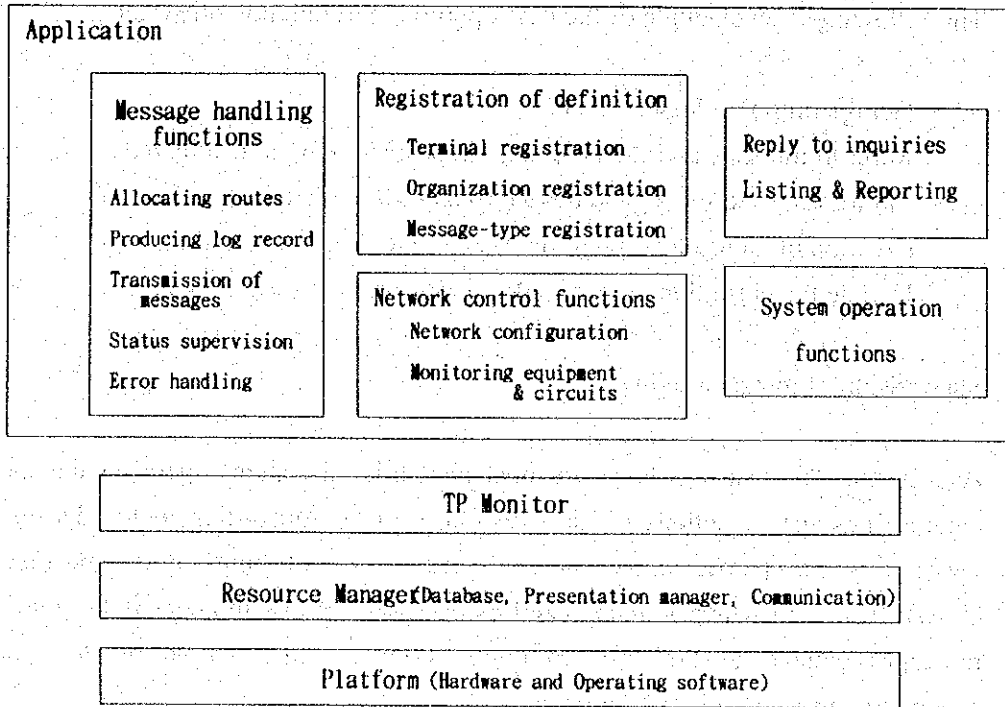 Application
Message handling
functions
Allocating routes
Producing log record
Transmission of
messages
Status supervision
Error handling
Registration of definition
Terminal registration
Organization registration
Message-type registration
Network control functions
Network configuration
Monitoring equipment
& circuits
Reply to inquiries
Listing & Reporting
System operation
functions
TP Monitor
Resource Manager(Database, Presentation manager, Communication)
Platform (Hardware and Operating software)